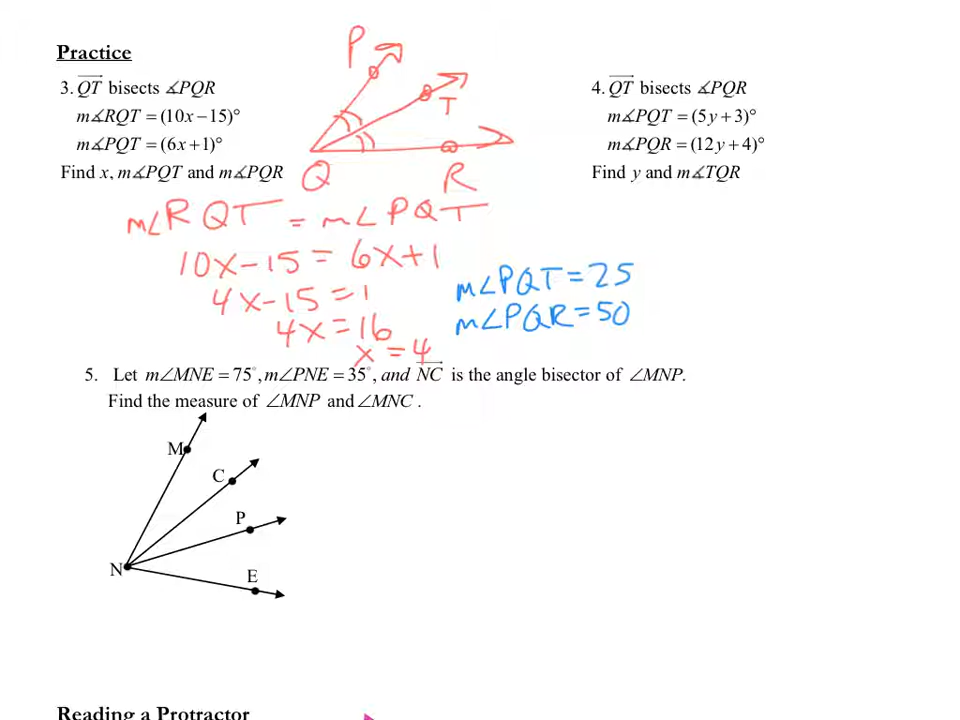 Practice
3. QT bisects ∡PQR
m∡RQT = (10x − 15)°
m∡PQT = (6x + 1)°
Find x, m∡PQT and m∡PQR
P
T
Q
R
4. QT bisects ∡PQR
m∡PQT = (5y + 3)°
m∡PQR = (12y + 4)°
Find y and m∡TQR
m∠RQT = m∠PQT
10x − 15 = 6x + 1
4x − 15 = 1
4x = 16
x = 4
m∠PQT = 25
m∠PQR = 50
5. Let m∠MNE = 75°, m∠PNE = 35°, and NC is the angle bisector of ∠MNP.
Find the measure of ∠MNP and ∠MNC .
M
C
P
N
E
Reading a Protractor